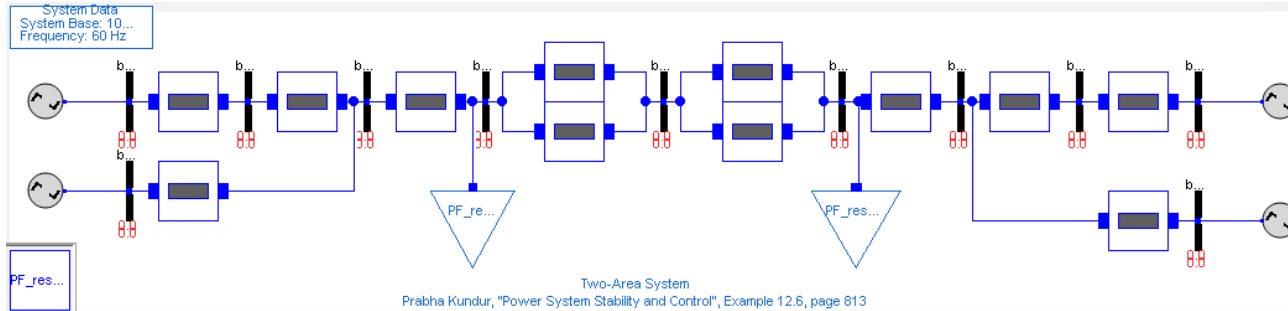 System Data
System Base: 10...
Frequency: 60 Hz
b...
b...
b...
b...
b...
b...
b...
b...
b...
b...
b...
PF_re...
PF_res...
PF_res...
Two-Area System
Prabha Kundur, "Power System Stability and Control", Example 12.6, page 813